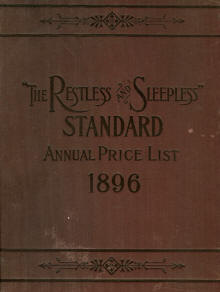 "THE RESTLESS AND SLEEPLESS"
STANDARD
ANNUAL PRICE LIST
1896